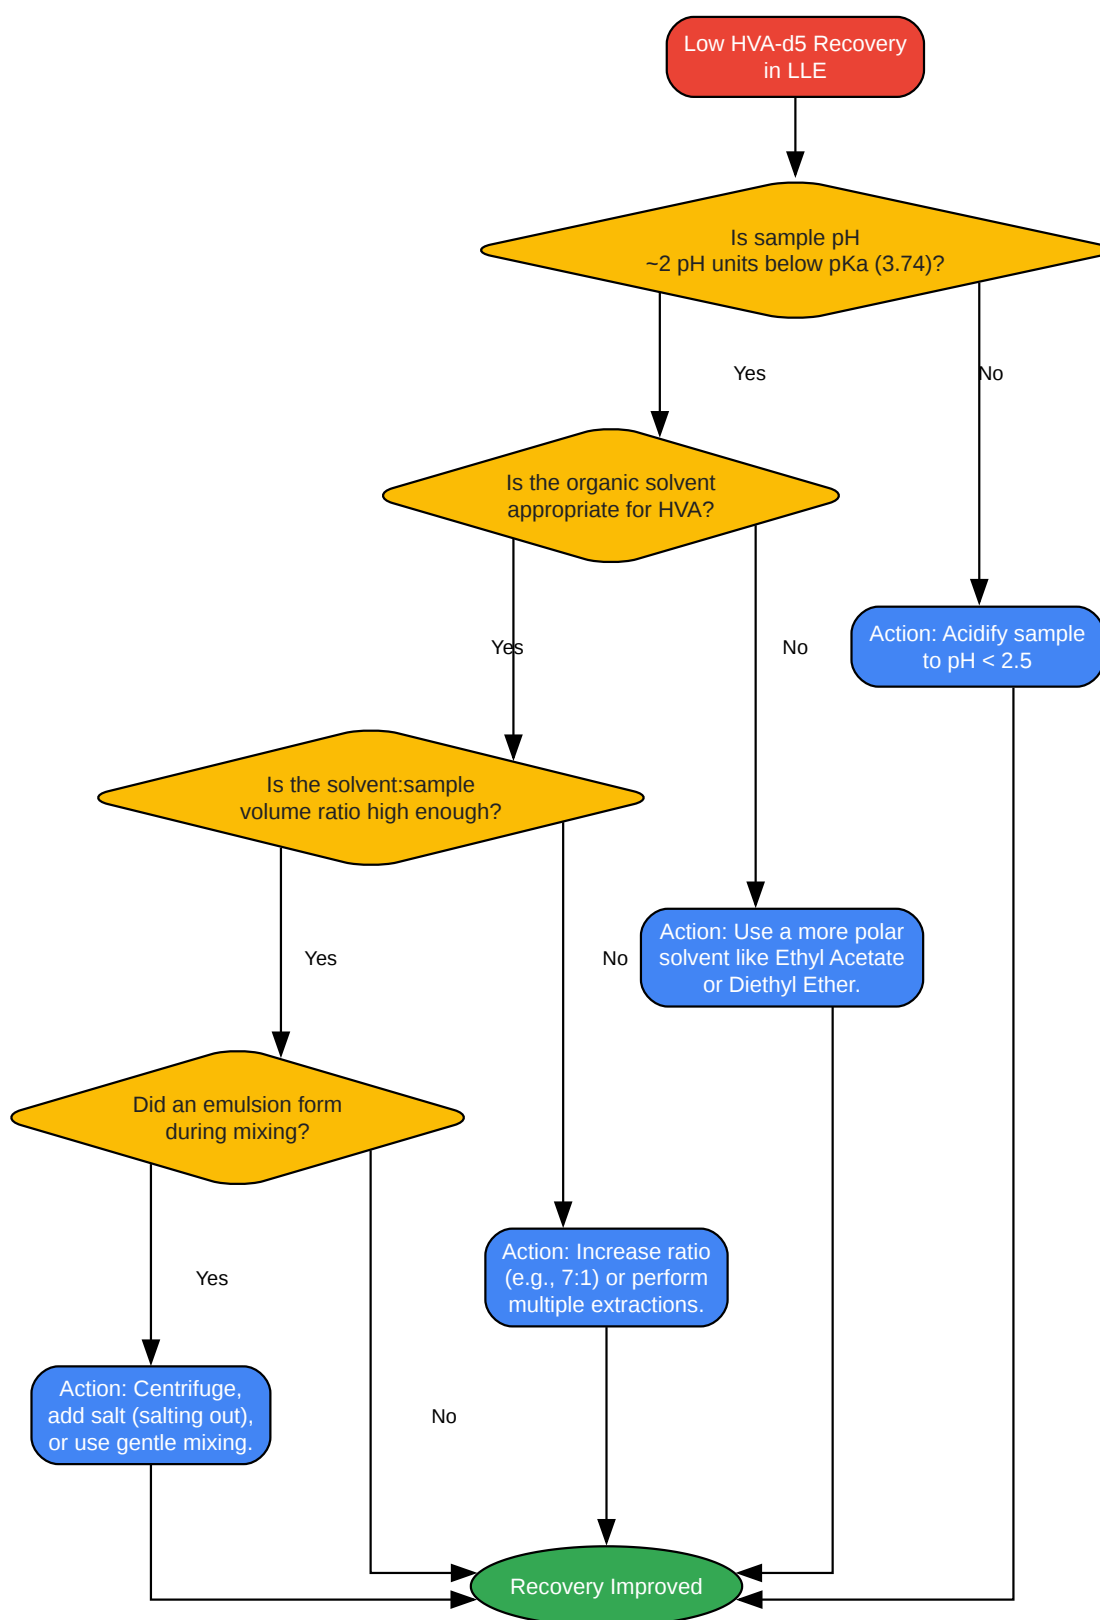 Low HVA-d5 Recovery
in LLE
Is sample pH
~2 pH units below pKa (3.74)?
Yes
No
Is the organic solvent
appropriate for HVA?
Yes
No
Action: Acidify sample
to pH < 2.5
Is the solvent:sample
volume ratio high enough?
Yes
No
Action: Use a more polar
solvent like Ethyl Acetate
or Diethyl Ether.
Did an emulsion form
during mixing?
Yes
No
Action: Increase ratio
(e.g., 7:1) or perform
multiple extractions.
Action: Centrifuge,
add salt (salting out),
or use gentle mixing.
Recovery Improved